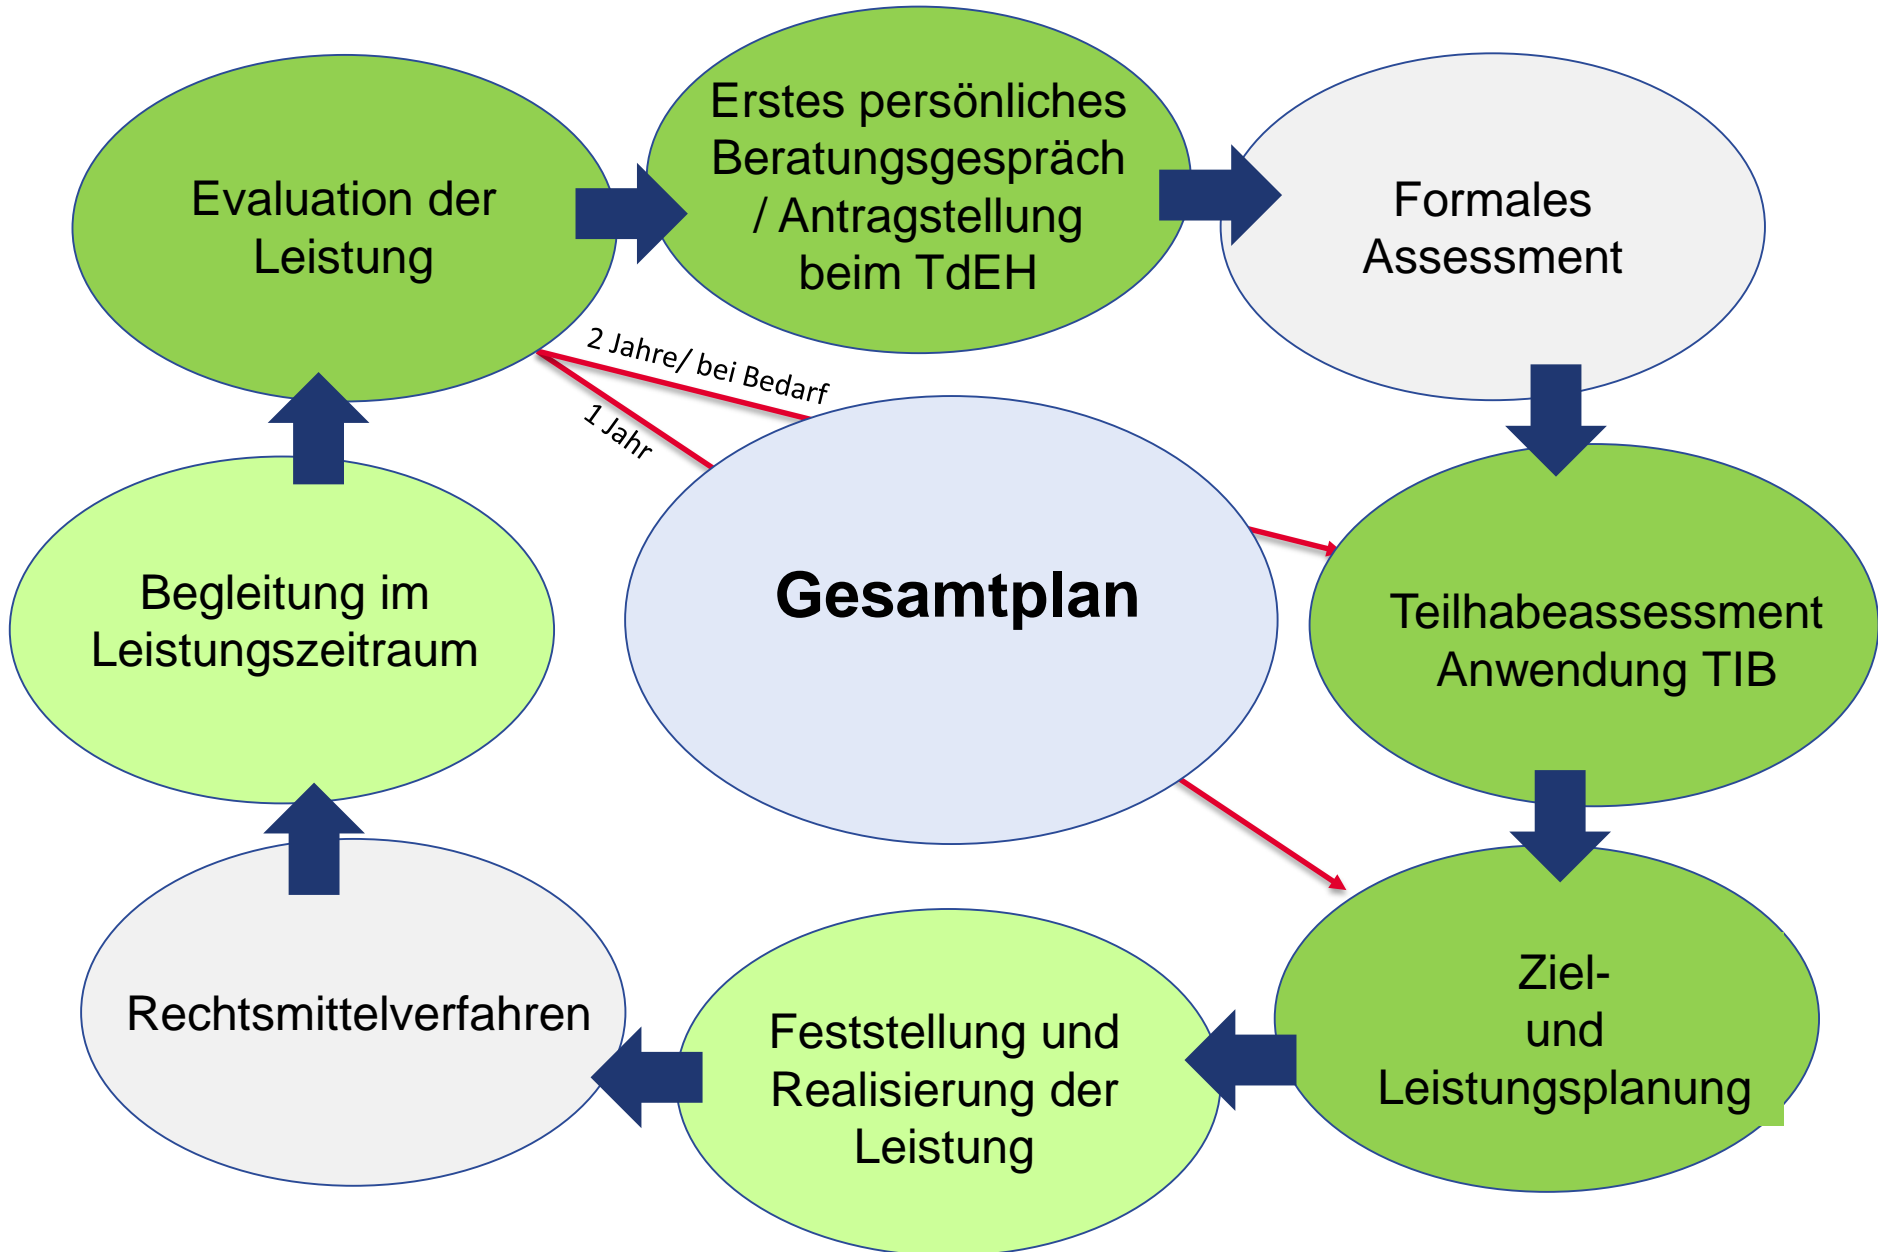 Erstes persönliches
Beratungsgespräch
/ Antragstellung
beim TdEH
Formales
Assessment
Teilhabeassessment
Anwendung TIB
Ziel-
und
Leistungsplanung
Feststellung und
Realisierung der
Leistung
Rechtsmittelverfahren
Begleitung im
Leistungszeitraum
Evaluation der
Leistung
2 Jahre/ bei Bedarf
1 Jahr
Gesamtplan